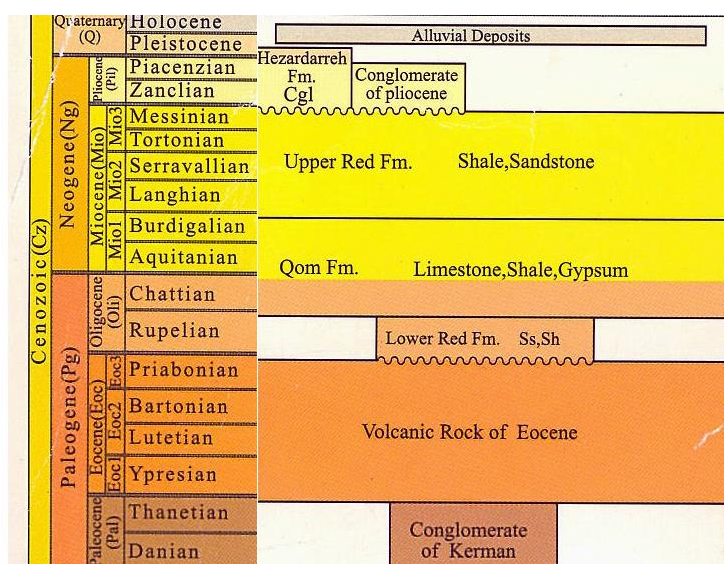 Cenozoic(Cz)
Quaternary
(Q)
Holocene
Pleistocene
Neogene(Ng)
Pliocene
(Pli)
Piacenzian
Zanclian
Miocene(Mio)
Mio3
Messinian
Tortonian
Mio2
Serravallian
Langhian
Mio1
Burdigalian
Aquitanian
Paleogene(Pg)
Oligocene
(Oli)
Chattian
Rupelian
Eocene(Eoc)
Eoc3
Priabonian
Eoc2
Bartonian
Lutetian
Eoc1
Ypresian
Paleocene
(Pal)
Thanetian
Danian
Alluvial Deposits
Hezardarreh
Fm.
Cgl
Conglomerate
of pliocene
Upper Red Fm. Shale,Sandstone
Qom Fm. Limestone,Shale,Gypsum
Lower Red Fm. Ss,Sh
Volcanic Rock of Eocene
Conglomerate
of Kerman